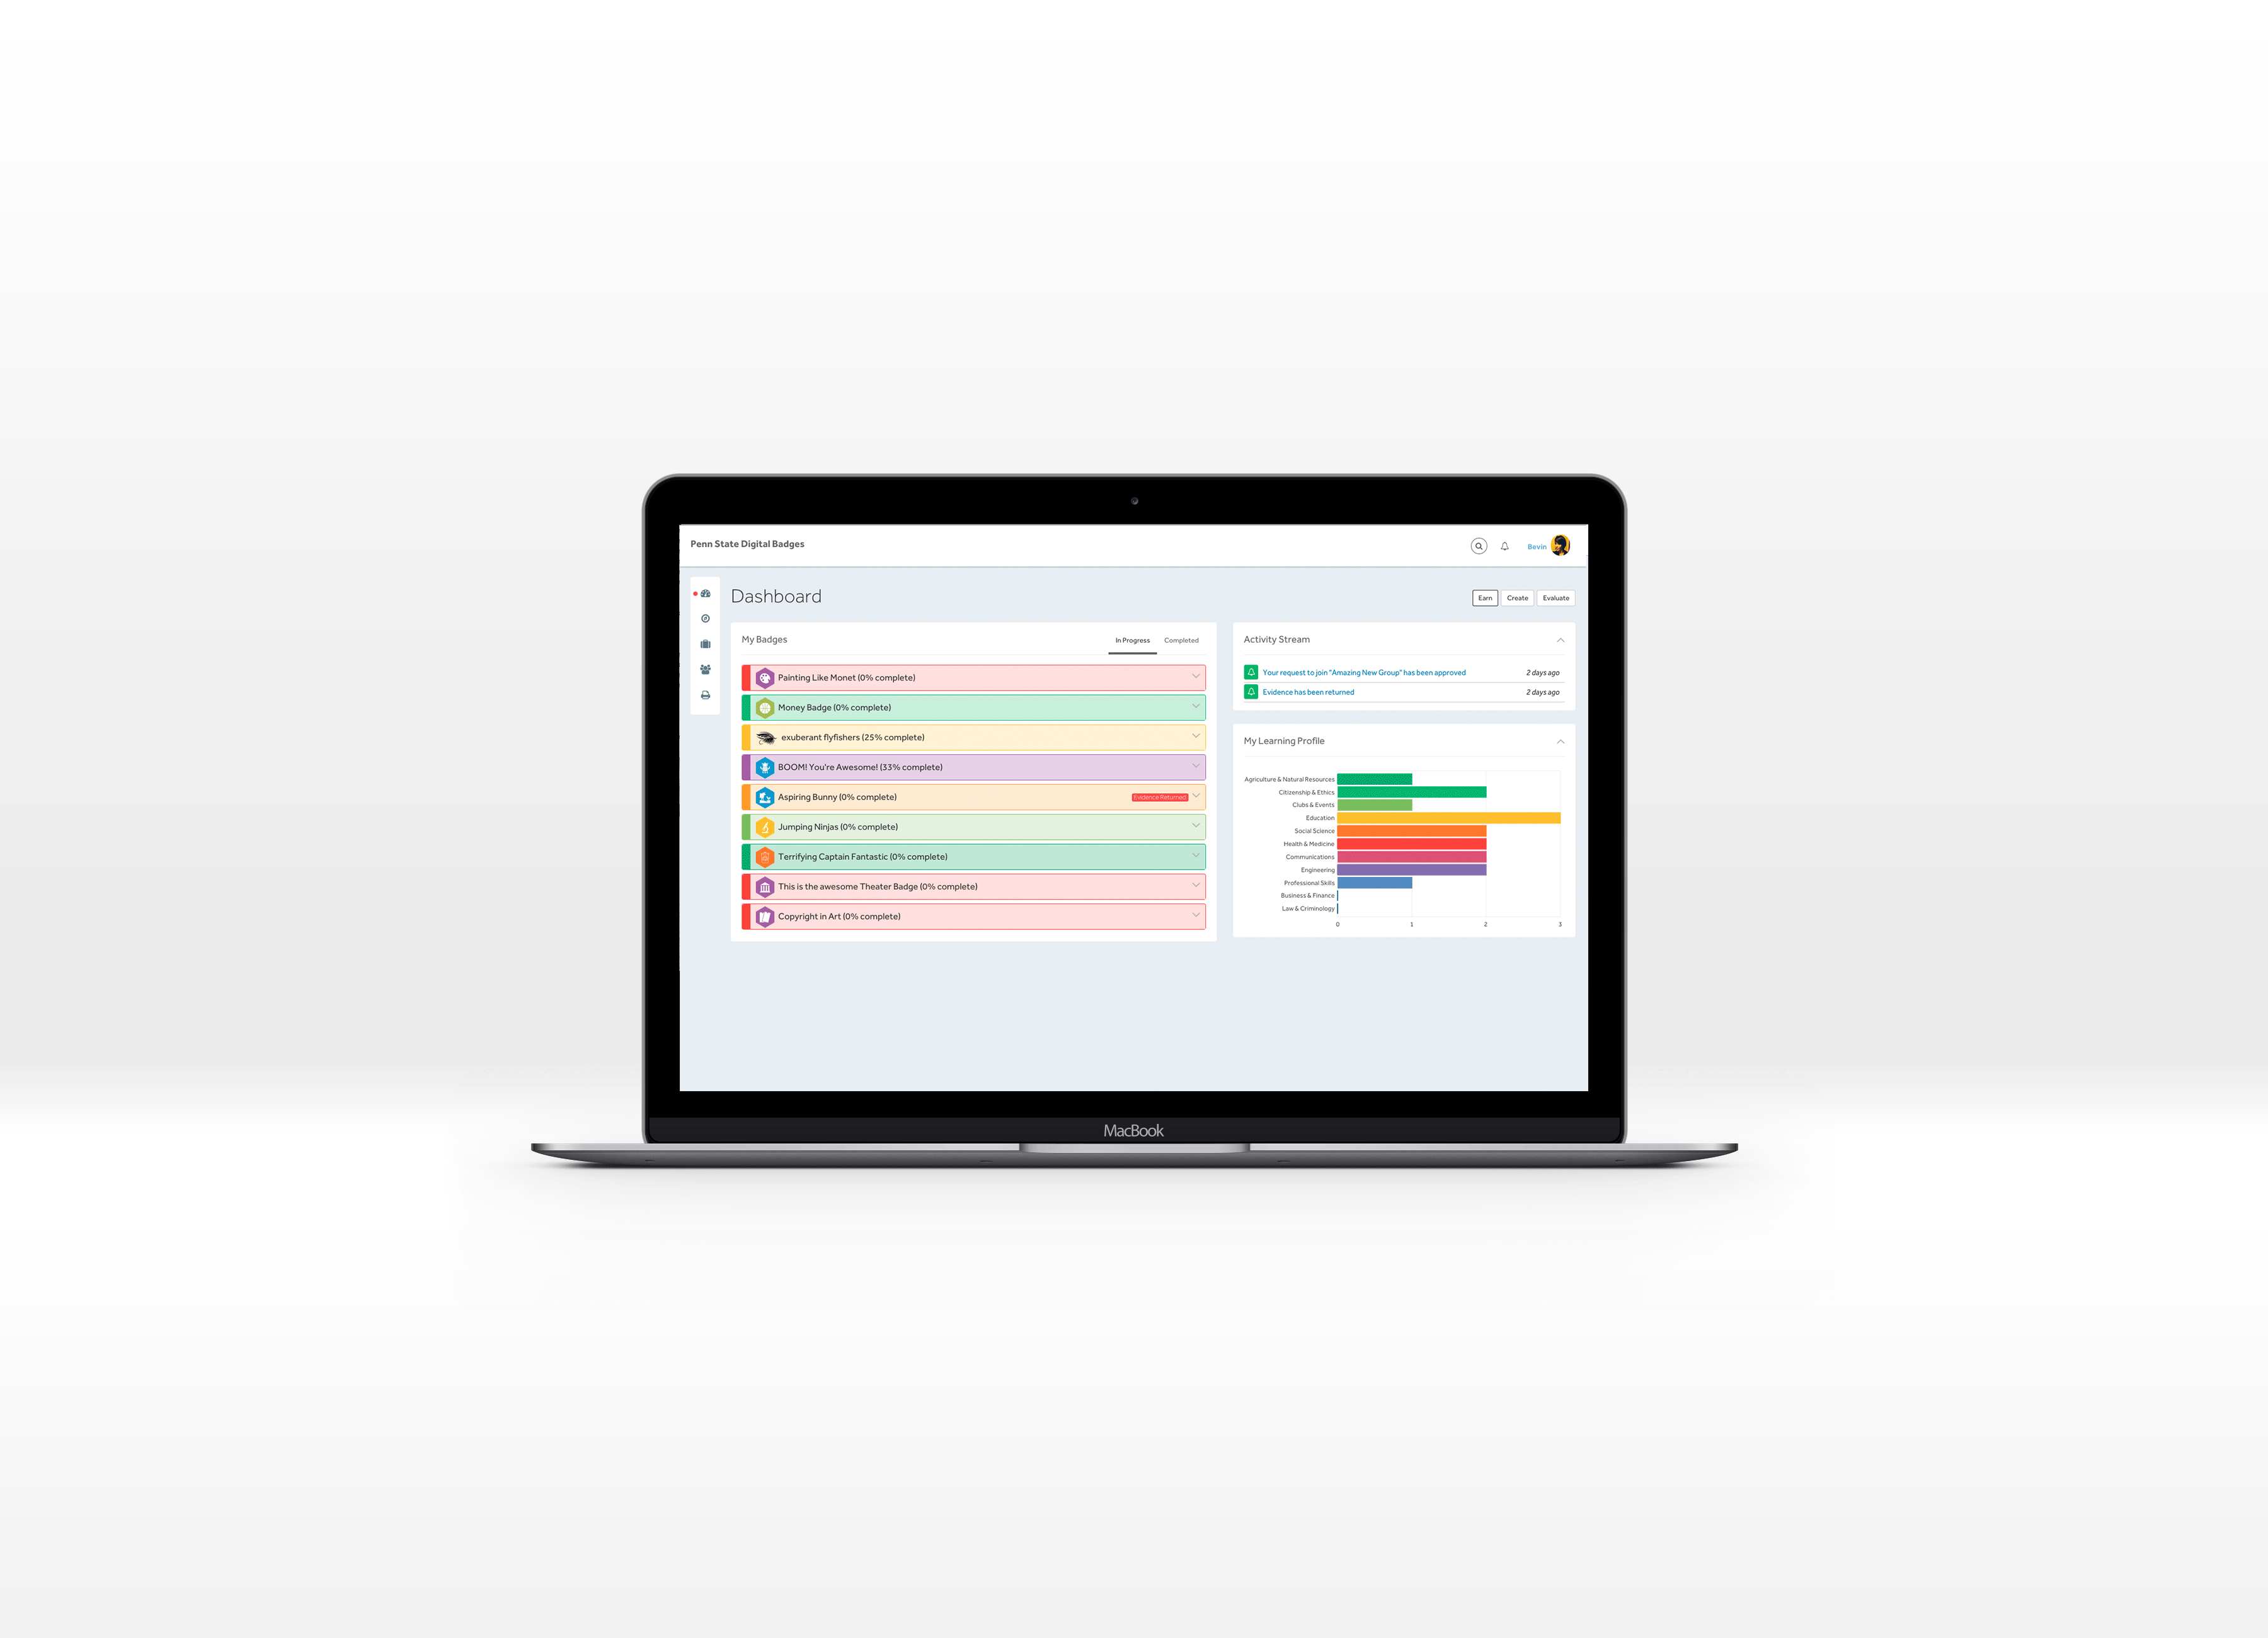 Penn State Digital Badges
Bevin
Dashboard
Earn
Create
Evaluate
My Badges
In Progress
Completed
Painting Like Monet (0% complete)
Money Badge (0% complete)
exuberant flyfishers (25% complete)
BOOM! You're Awesome! (33% complete)
Aspiring Bunny (0% complete)
Evidence Returned
Jumping Ninjas (0% complete)
Terrifying Captain Fantastic (0% complete)
This is the awesome Theater Badge (0% complete)
Copyright in Art (0% complete)
Activity Stream
Your request to join "Amazing New Group" has been approved
2 days ago
Evidence has been returned
2 days ago
My Learning Profile
Agriculture & Natural Resources
Citizenship & Ethics
Clubs & Events
Education
Social Science
Health & Medicine
Communications
Engineering
Professional Skills
Business & Finance
Law & Criminology
0 1 2 3
MacBook